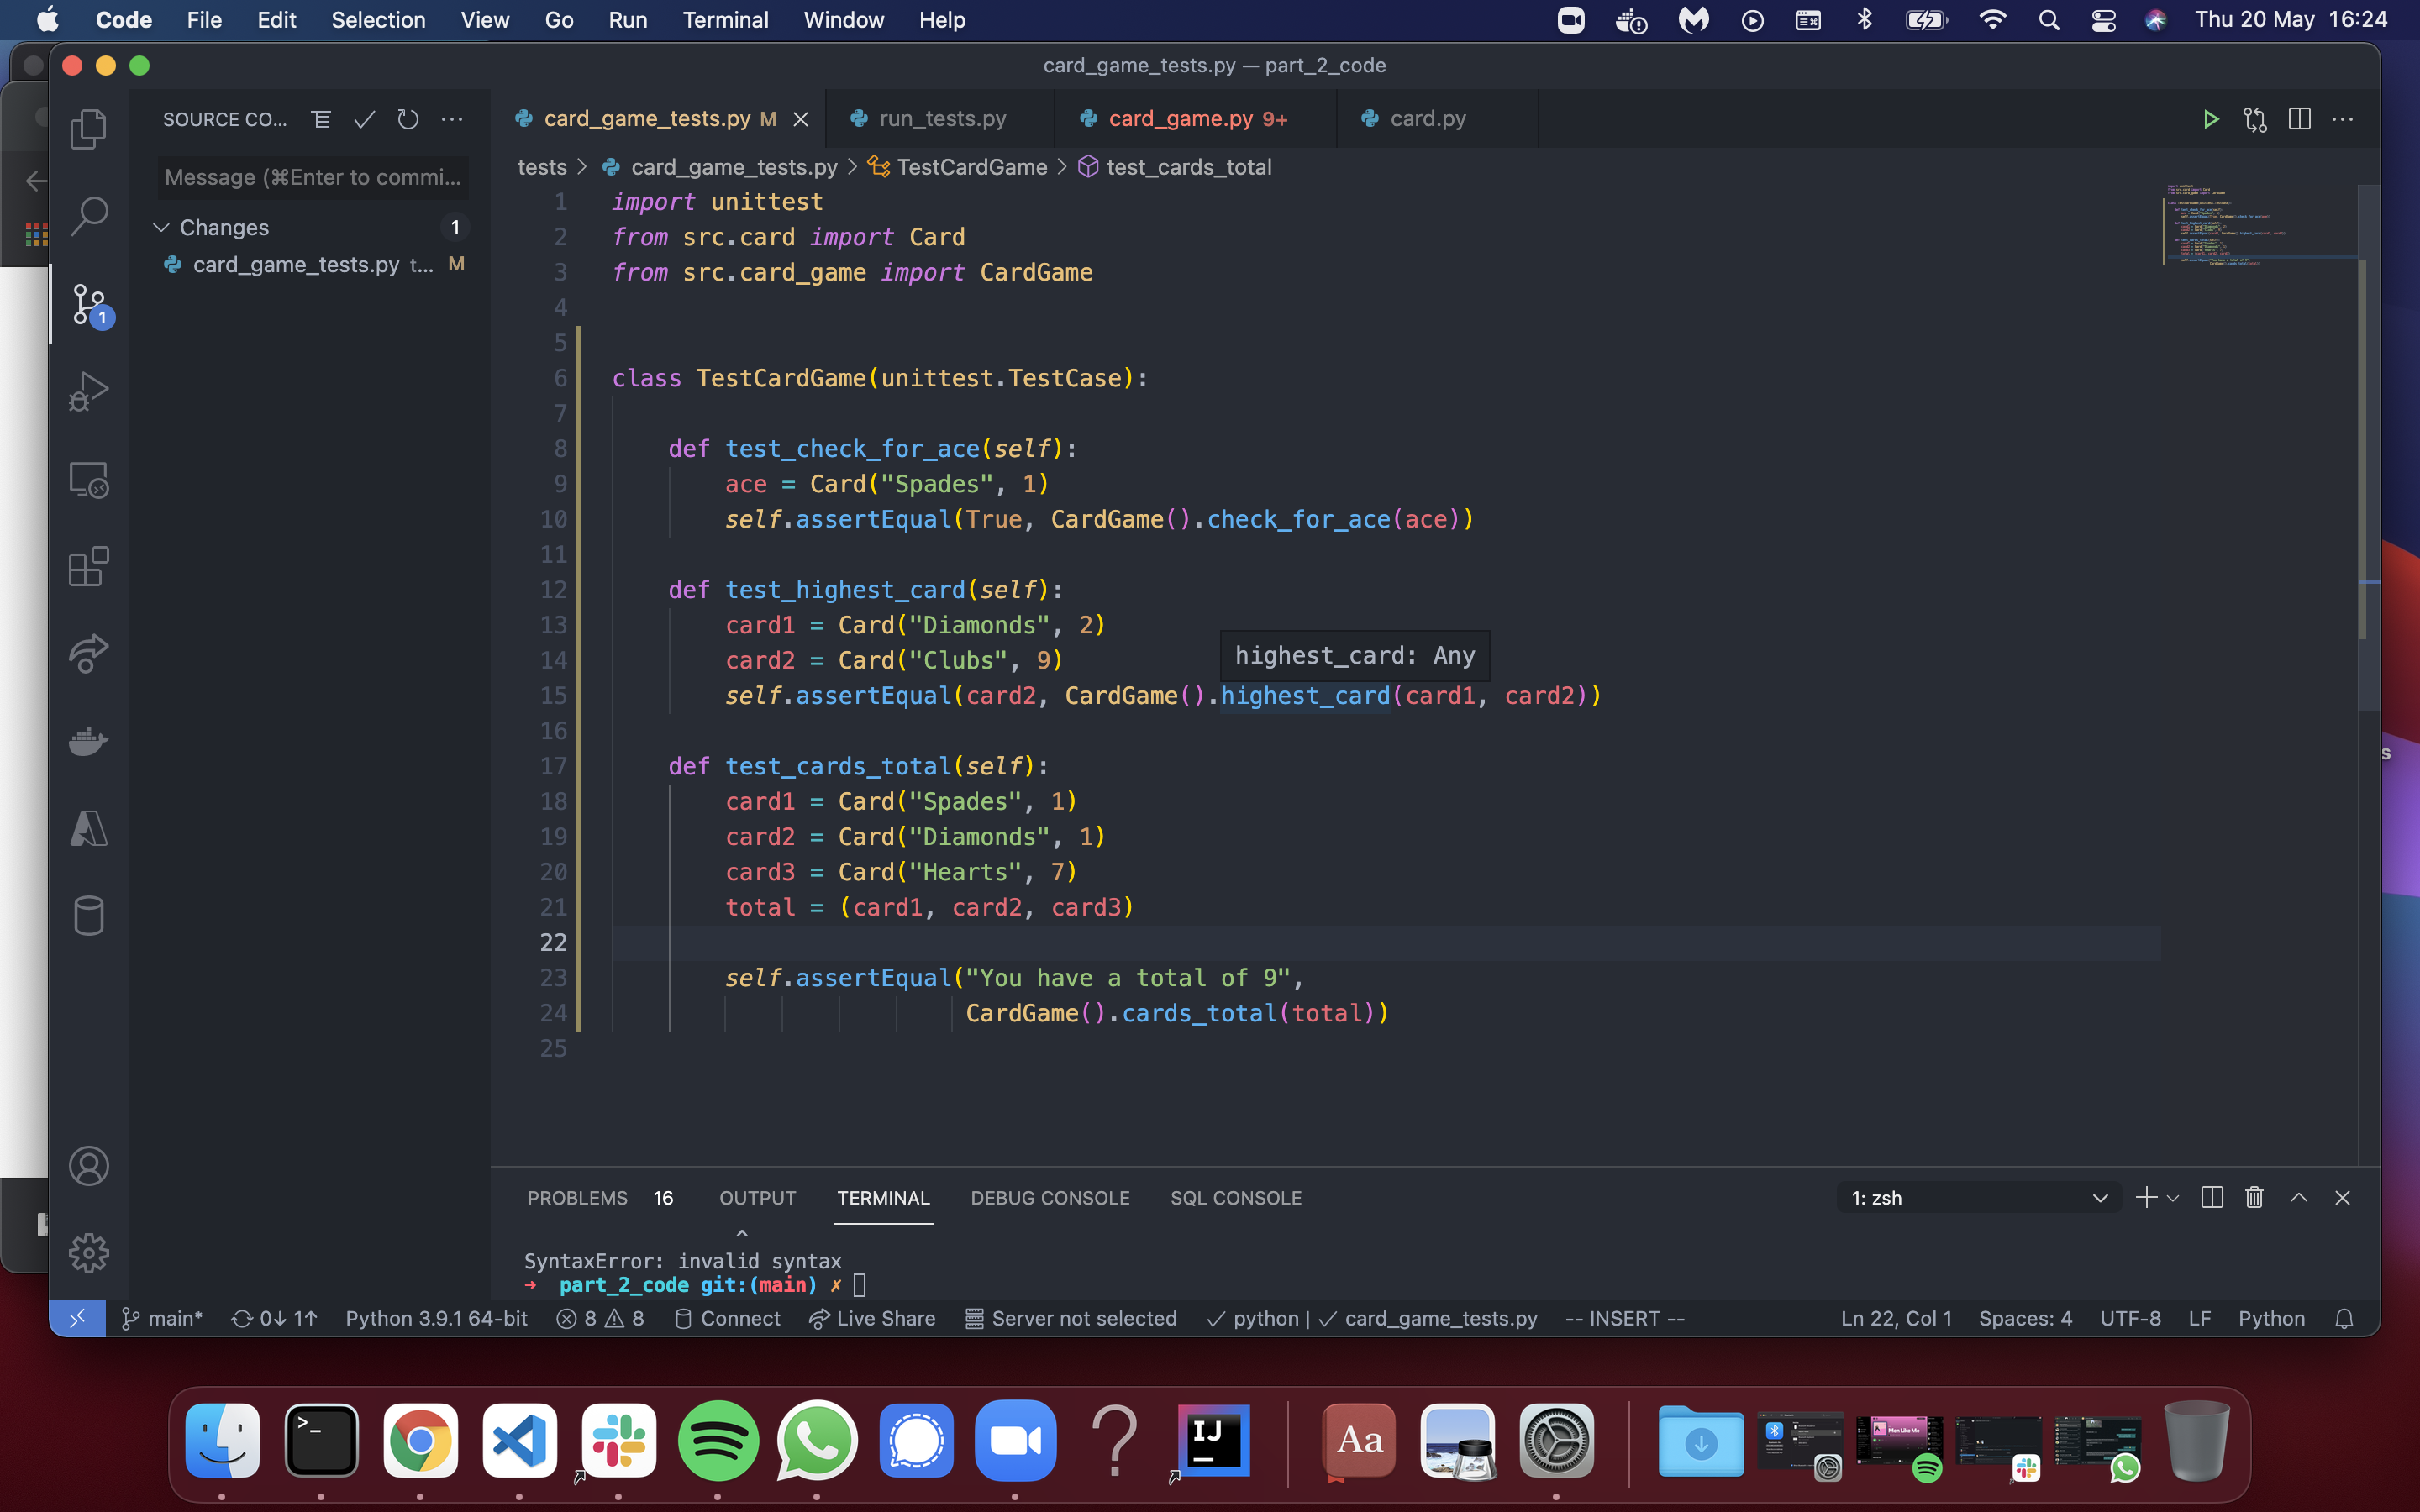 Code File Edit Selection View Go Run Terminal Window Help Thu 20 May 16:24
card_game_tests.py — part_2_code
SOURCE CO...
card_game_tests.py M run_tests.py card_game.py 9+ card.py
tests > card_game_tests.py > TestCardGame > test_cards_total
Message (⌘Enter to commi...
Changes 1
card_game_tests.py t... M
1
1 import unittest
2 from src.card import Card
3 from src.card_game import CardGame
4
5
6 class TestCardGame(unittest.TestCase):
7
8 def test_check_for_ace(self):
9 ace = Card("Spades", 1)
10 self.assertEqual(True, CardGame().check_for_ace(ace))
11
12 def test_highest_card(self):
13 card1 = Card("Diamonds", 2)
14 card2 = Card("Clubs", 9)
highest_card: Any
15 self.assertEqual(card2, CardGame().highest_card(card1, card2))
16
17 def test_cards_total(self):
18 card1 = Card("Spades", 1)
19 card2 = Card("Diamonds", 1)
20 card3 = Card("Hearts", 7)
21 total = (card1, card2, card3)
22
23 self.assertEqual("You have a total of 9",
24 CardGame().cards_total(total))
25
PROBLEMS 16 OUTPUT TERMINAL DEBUG CONSOLE SQL CONSOLE 1: zsh
^
SyntaxError: invalid syntax
➜ part_2_code git:(main) ✗
main* 0↓ 1↑ Python 3.9.1 64-bit 8 8 Connect Live Share Server not selected ✓ python | ✓ card_game_tests.py -- INSERT -- Ln 22, Col 1 Spaces: 4 UTF-8 LF Python
>_
IJ
Aa